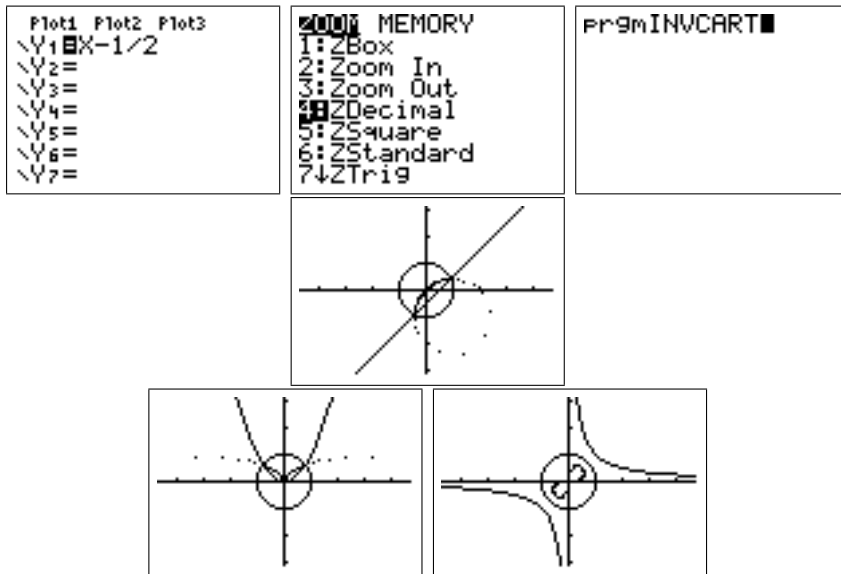 Plot1 Plot2 Plot3
\Y1=X-1/2
\Y2=
\Y3=
\Y4=
\Y5=
\Y6=
\Y7=
ZOOM MEMORY
1:ZBox
2:Zoom In
3:Zoom Out
4:ZDecimal
5:ZSquare
6:ZStandard
7↓ZTrig
prgmINVCART